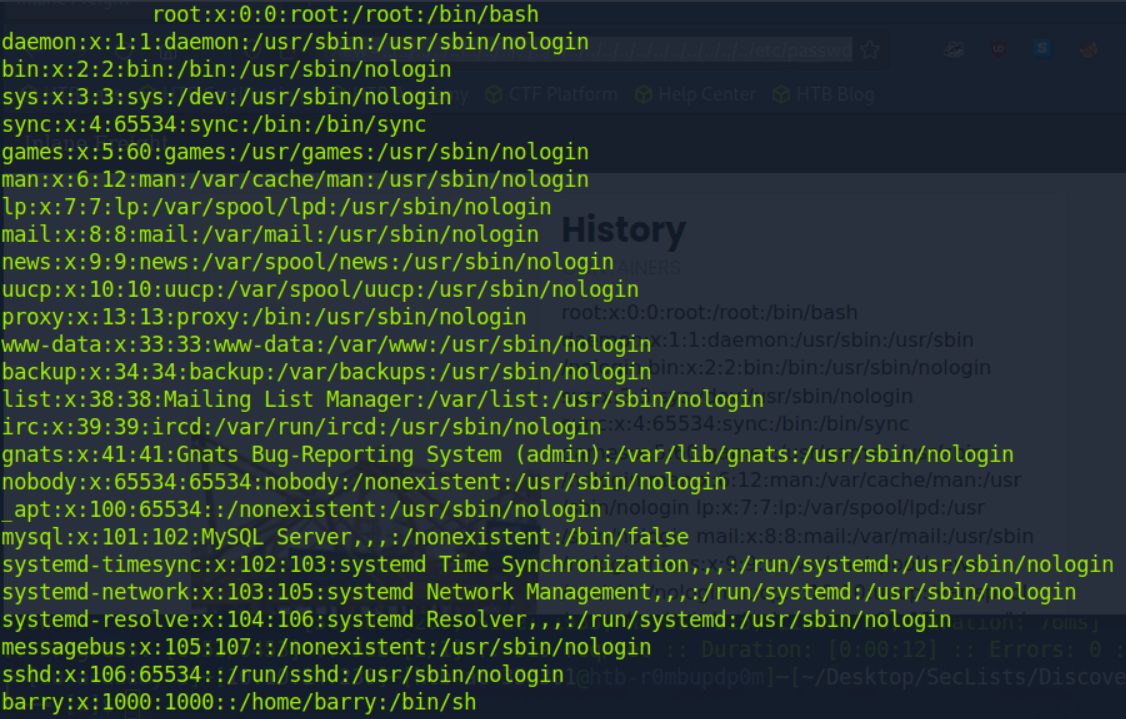 root:x:0:0:root:/root:/bin/bash
daemon:x:1:1:daemon:/usr/sbin:/usr/sbin/nologin
bin:x:2:2:bin:/bin:/usr/sbin/nologin
sys:x:3:3:sys:/dev:/usr/sbin/nologin
sync:x:4:65534:sync:/bin:/bin/sync
games:x:5:60:games:/usr/games:/usr/sbin/nologin
man:x:6:12:man:/var/cache/man:/usr/sbin/nologin
lp:x:7:7:lp:/var/spool/lpd:/usr/sbin/nologin
mail:x:8:8:mail:/var/mail:/usr/sbin/nologin
news:x:9:9:news:/var/spool/news:/usr/sbin/nologin
uucp:x:10:10:uucp:/var/spool/uucp:/usr/sbin/nologin
proxy:x:13:13:proxy:/bin:/usr/sbin/nologin
www-data:x:33:33:www-data:/var/www:/usr/sbin/nologin
backup:x:34:34:backup:/var/backups:/usr/sbin/nologin
list:x:38:38:Mailing List Manager:/var/list:/usr/sbin/nologin
irc:x:39:39:ircd:/var/run/ircd:/usr/sbin/nologin
gnats:x:41:41:Gnats Bug-Reporting System (admin):/var/lib/gnats:/usr/sbin/nologin
nobody:x:65534:65534:nobody:/nonexistent:/usr/sbin/nologin
_apt:x:100:65534::/nonexistent:/usr/sbin/nologin
mysql:x:101:102:MySQL Server,,,:/nonexistent:/bin/false
systemd-timesync:x:102:103:systemd Time Synchronization,,,:/run/systemd:/usr/sbin/nologin
systemd-network:x:103:105:systemd Network Management,,,:/run/systemd:/usr/sbin/nologin
systemd-resolve:x:104:106:systemd Resolver,,,:/run/systemd:/usr/sbin/nologin
messagebus:x:105:107::/nonexistent:/usr/sbin/nologin
sshd:x:106:65534::/run/sshd:/usr/sbin/nologin
barry:x:1000:1000::/home/barry:/bin/sh
/etc/passwd
CTF Platform
Help Center
HTB Blog
History
root:x:0:0:root:/root:/bin/bash
x:1:1:daemon:/usr/sbin:/usr/sbin
bin:x:2:2:bin:/bin:/usr/sbin/nologin
/sbin/nologin
x:4:65534:sync:/bin:/bin/sync
:12:man:/var/cache/man:/usr
/nologin lp:x:7:7:lp:/var/spool/lpd:/usr
mail:x:8:8:mail:/var/mail:/usr/sbin
:: Duration: [0:00:12] :: Errors: 0
@htb-r0mbupdp0m]─[~/Desktop/SecLists/Discove